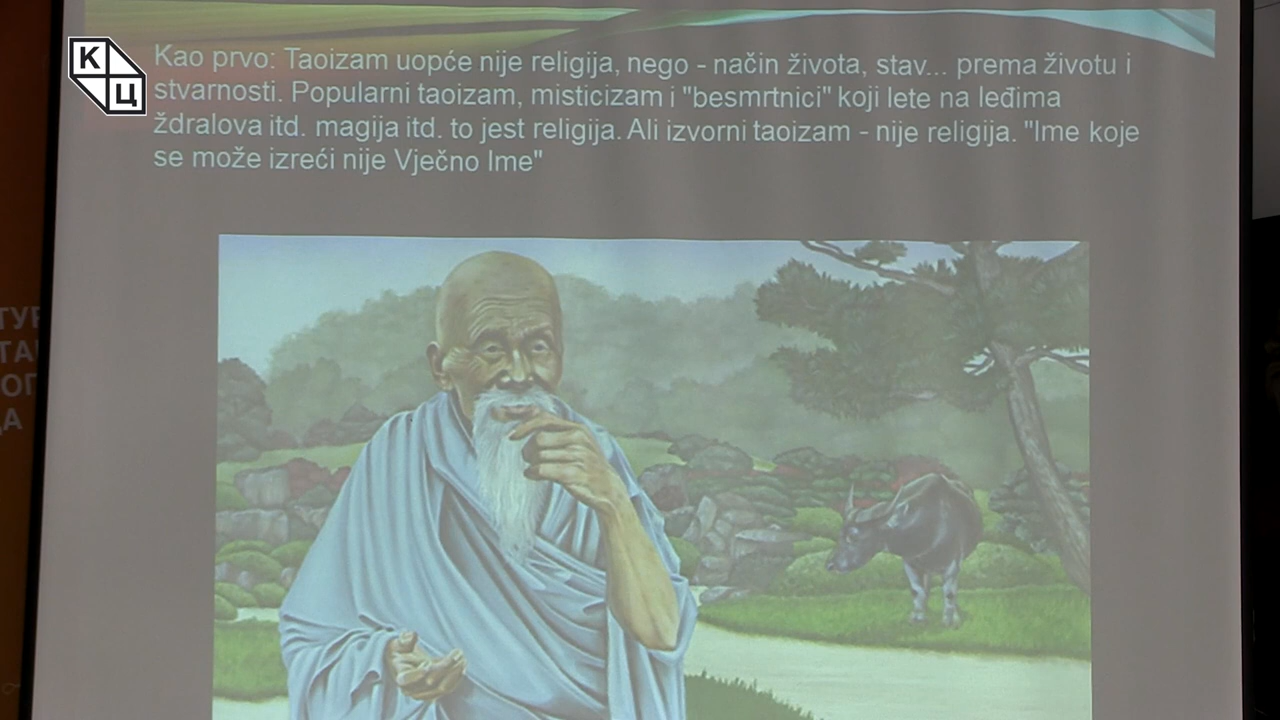 К
Ц
Kao prvo: Taoizam uopće nije religija, nego - način života, stav... prema životu i
stvarnosti. Popularni taoizam, misticizam i "besmrtnici" koji lete na leđima
ždralova itd. magija itd. to jest religija. Ali izvorni taoizam - nije religija. "Ime koje
se može izreći nije Vječno Ime"